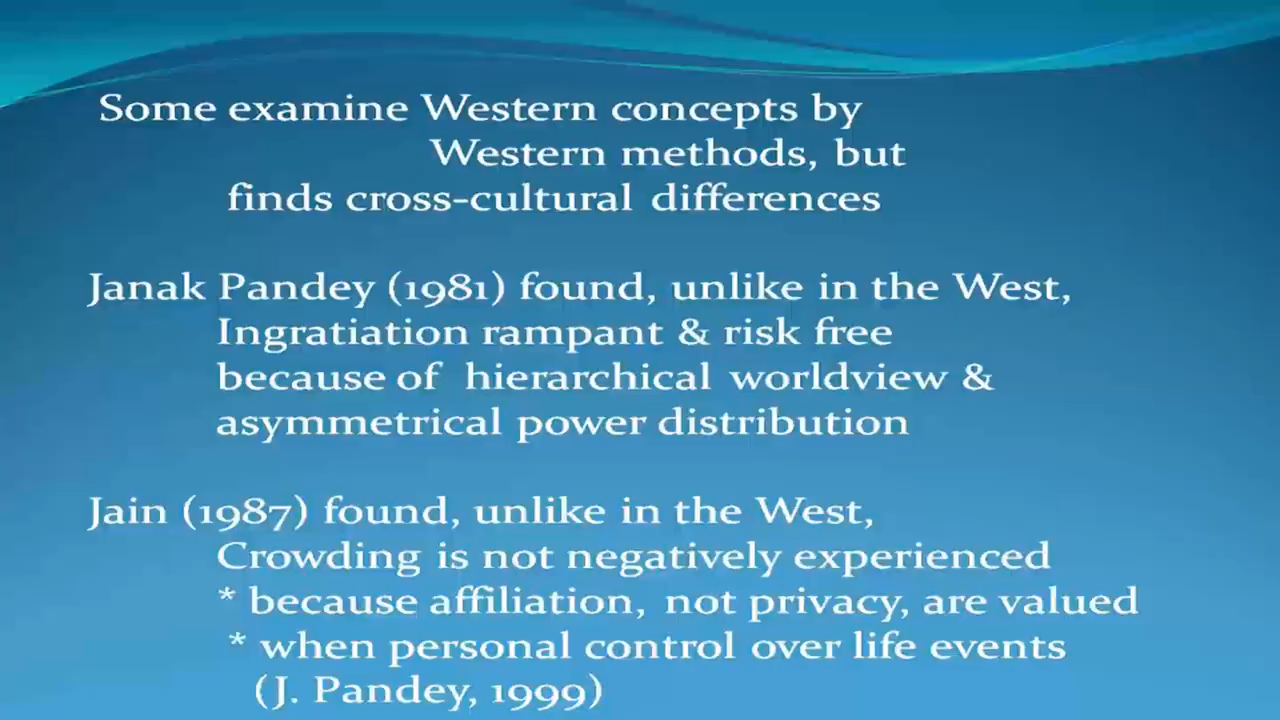 Some examine Western concepts by
Western methods, but
finds cross-cultural differences
Janak Pandey (1981) found, unlike in the West,
Ingratiation rampant & risk free
because of hierarchical worldview &
asymmetrical power distribution
Jain (1987) found, unlike in the West,
Crowding is not negatively experienced
* because affiliation, not privacy, are valued
* when personal control over life events
(J. Pandey, 1999)